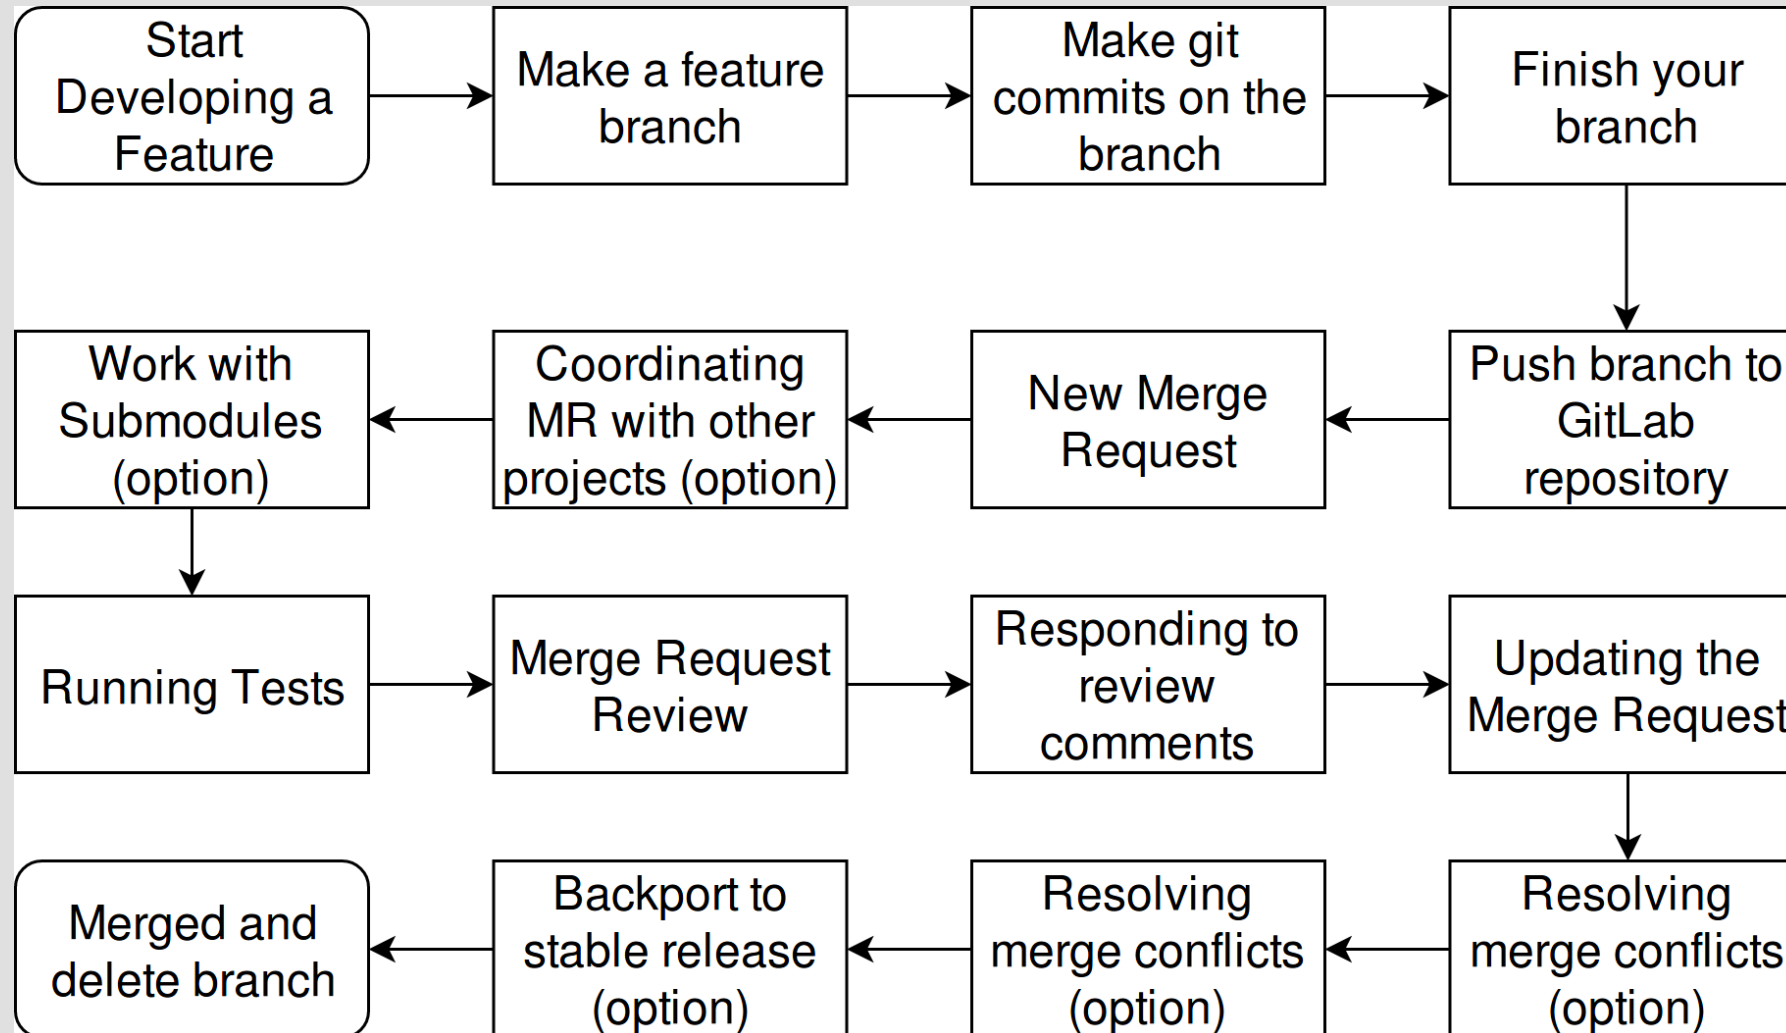 Start
Developing a
Feature
Make a feature
branch
Make git
commits on the
branch
Finish your
branch
Work with
Submodules
(option)
Coordinating
MR with other
projects (option)
New Merge
Request
Push branch to
GitLab
repository
Running Tests
Merge Request
Review
Responding to
review
comments
Updating the
Merge Request
Merged and
delete branch
Backport to
stable release
(option)
Resolving
merge conflicts
(option)
Resolving
merge conflicts
(option)